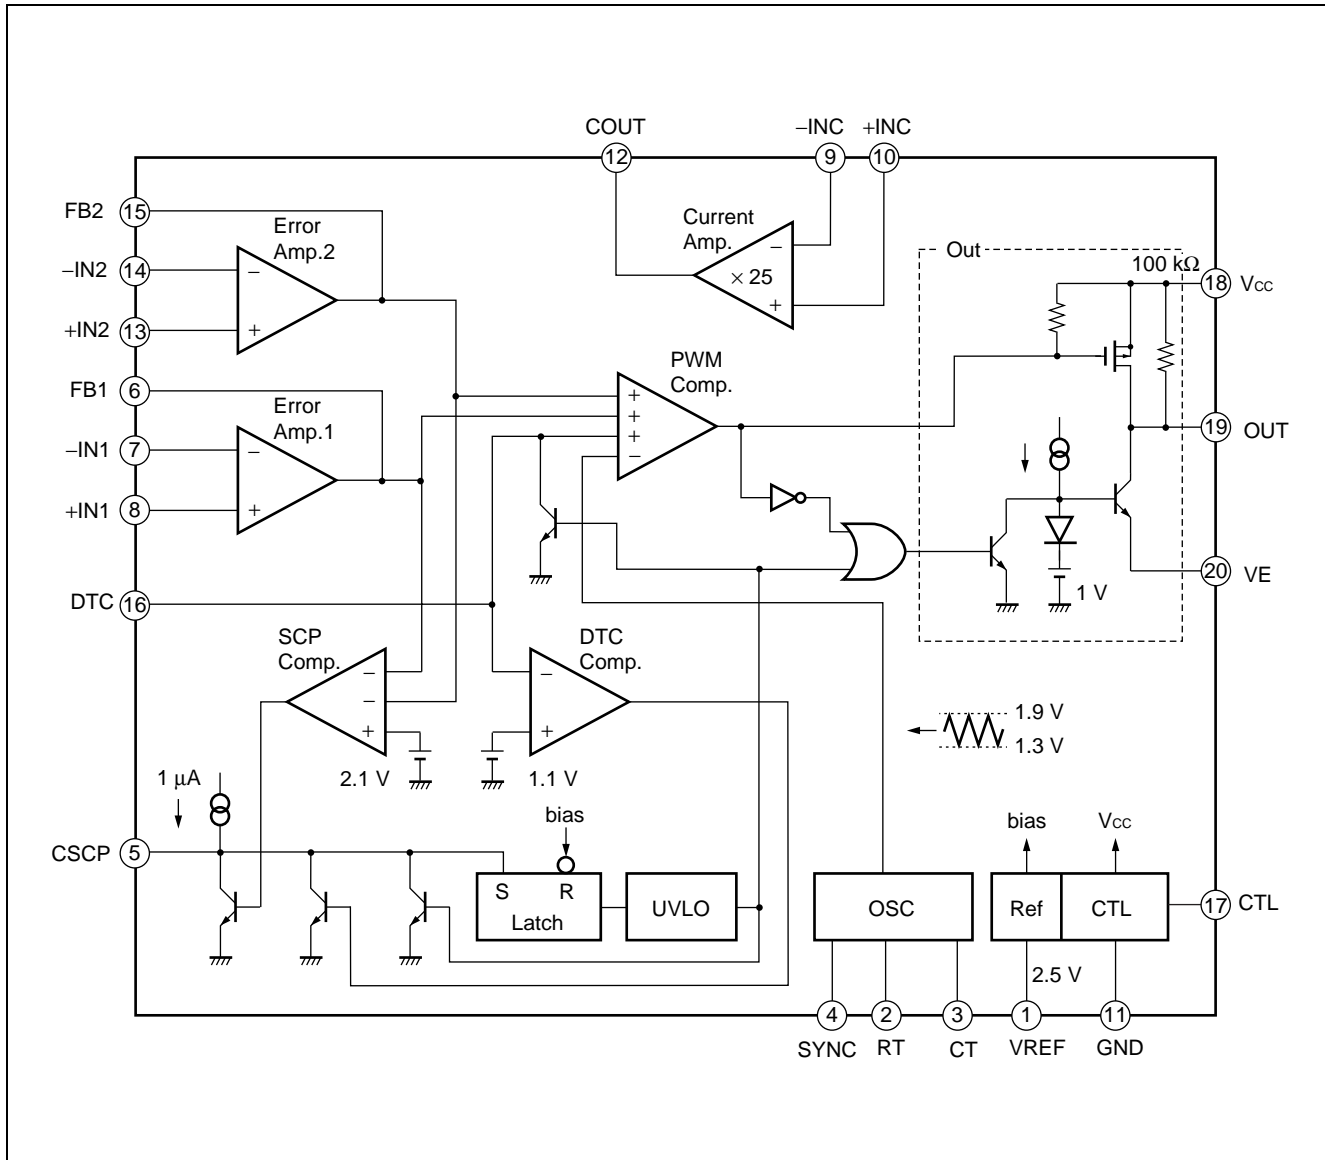 COUT
−INC
+INC
12
9
10
FB2
15
Error
Amp.2
Current
Amp.
−IN2
14
−
−
× 25
+
+IN2
13
+
Out
100 kΩ
18
Vcc
FB1
6
Error
Amp.1
PWM
Comp.
+
+
+
−
−IN1
7
−
+IN1
8
+
19
OUT
20
VE
1 V
DTC
16
SCP
Comp.
DTC
Comp.
−
−
+
−
+
2.1 V
1.1 V
1.9 V
1.3 V
1 µA
bias
bias
Vcc
CSCP
5
S
R
Latch
UVLO
OSC
Ref
CTL
17
CTL
2.5 V
4
2
3
1
11
SYNC
RT
CT
VREF
GND